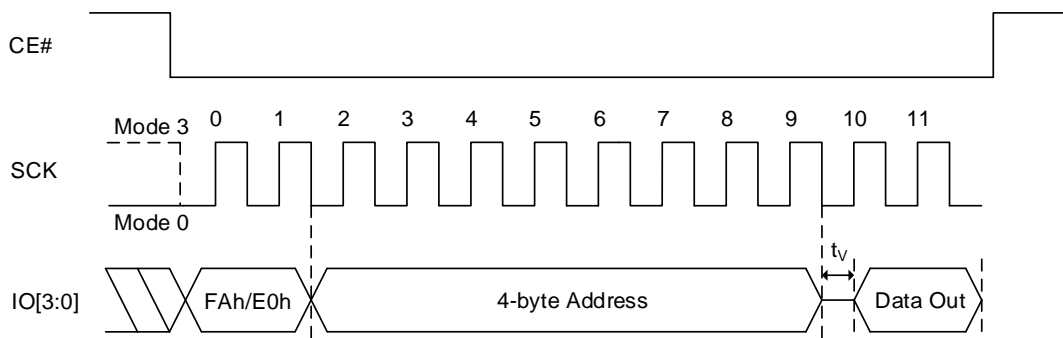 CE#
Mode 3
0 1 2 3 4 5 6 7 8 9 10 11
SCK
Mode 0
tV
IO[3:0]
FAh/E0h
4-byte Address
Data Out